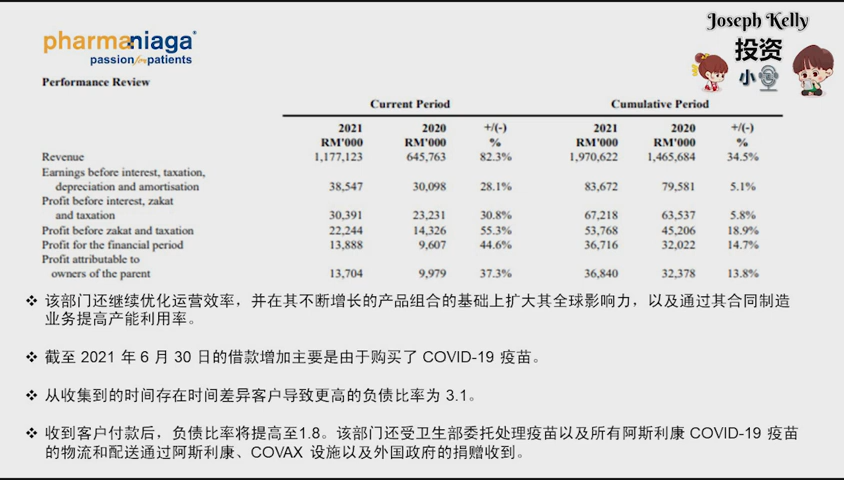 pharmaniaga
passion for patients
Joseph Kelly
投资
小
Performance Review
Current Period Cumulative Period
2021 2020 +/(-) 2021 2020 +/(-)
RM'000 RM'000 % RM'000 RM'000 %
Revenue 1,177,123 645,763 82.3% 1,970,622 1,465,684 34.5%
Earnings before interest, taxation,
depreciation and amortisation 38,547 30,098 28.1% 83,672 79,581 5.1%
Profit before interest, zakat
and taxation 30,391 23,231 30.8% 67,218 63,537 5.8%
Profit before zakat and taxation 22,244 14,326 55.3% 53,768 45,206 18.9%
Profit for the financial period 13,888 9,607 44.6% 36,716 32,022 14.7%
Profit attributable to
owners of the parent 13,704 9,979 37.3% 36,840 32,378 13.8%
❖ 该部门还继续优化运营效率，并在其不断增长的产品组合的基础上扩大其全球影响力，以及通过其合同制造
业务提高产能利用率。
❖ 截至 2021 年 6 月 30 日的借款增加主要是由于购买了 COVID-19 疫苗。
❖ 从收集到的时间存在时间差异客户导致更高的负债比率为 3.1。
❖ 收到客户付款后，负债比率将提高至1.8。该部门还受卫生部委托处理疫苗以及所有阿斯利康 COVID-19 疫苗
的物流和配送通过阿斯利康、COVAX 设施以及外国政府的捐赠收到。